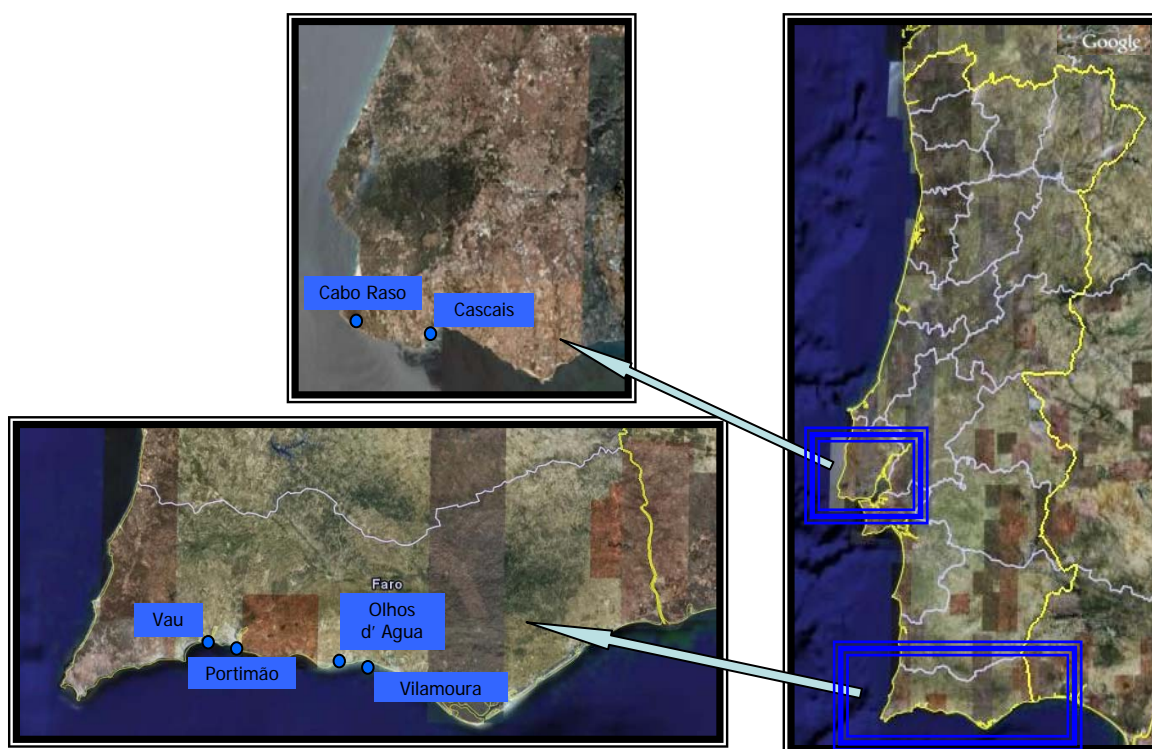 Google
Cabo Raso
Cascais
Faro
Olhos
d' Agua
Vau
Portimão
Vilamoura